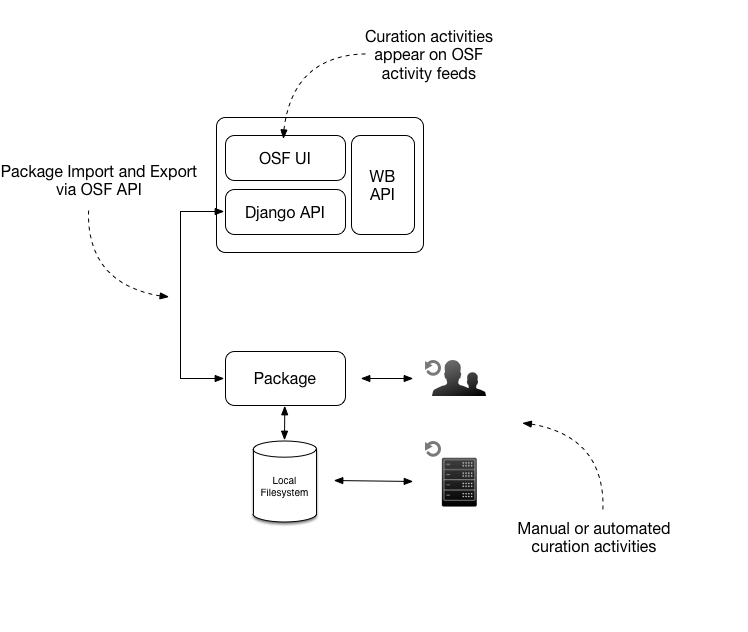 Curation activities
appear on OSF
activity feeds
OSF UI
WB
API
Package Import and Export
via OSF API
Django API
Package
Local
Filesystem
Manual or automated
curation activities